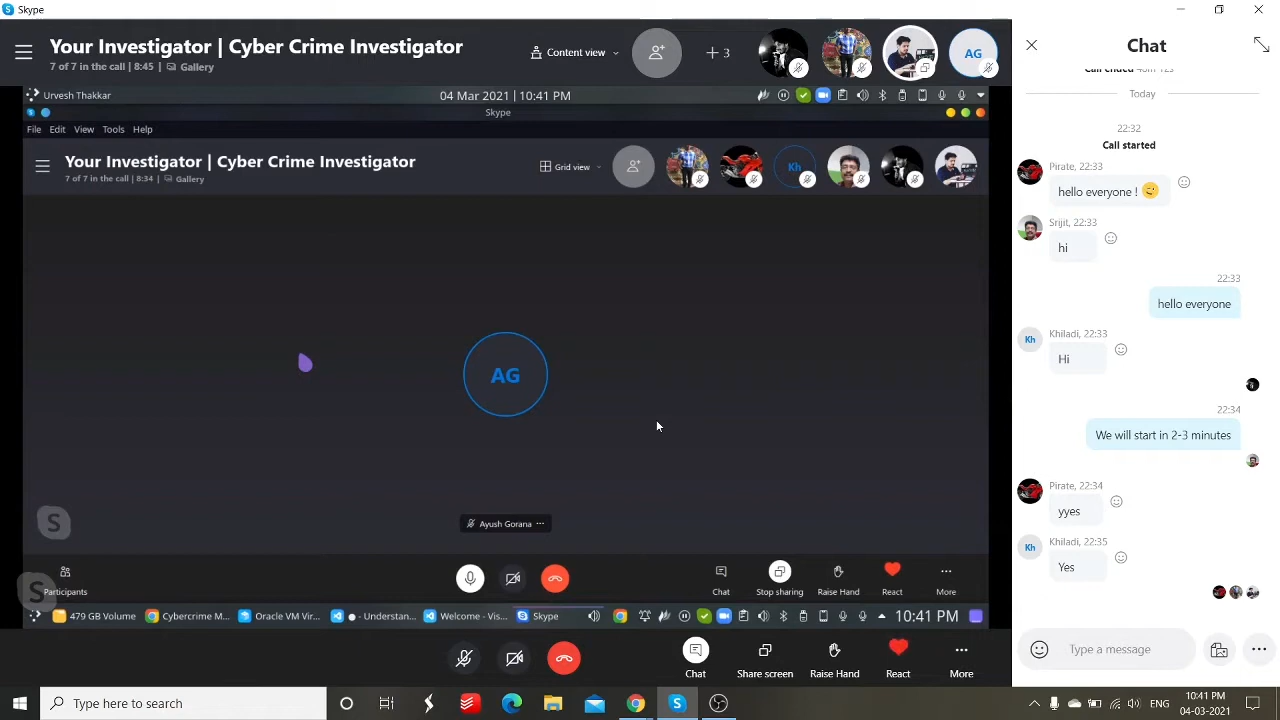 Skype
Your Investigator | Cyber Crime Investigator
7 of 7 in the call | 8:45 | Gallery
Content view
+ 3
AG
Urvesh Thakkar
04 Mar 2021 | 10:41 PM
Skype
File Edit View Tools Help
Your Investigator | Cyber Crime Investigator
7 of 7 in the call | 8:34 | Gallery
Grid view
Kh
AG
Ayush Gorana
Participants
Chat
Stop sharing
Raise Hand
React
More
479 GB Volume
Cybercrime M...
Oracle VM Vir...
- Understan...
Welcome - Vis...
Skype
10:41 PM
Chat
Share screen
Raise Hand
React
More
Chat
Call ended
Today
22:32
Call started
Pirate, 22:33
hello everyone !
Srijit, 22:33
hi
22:33
hello everyone
Kh
Khiladi, 22:33
Hi
22:34
We will start in 2-3 minutes
Pirate, 22:34
yyes
Kh
Khiladi, 22:35
Yes
Type a message
Type here to search
ENG
10:41 PM
04-03-2021